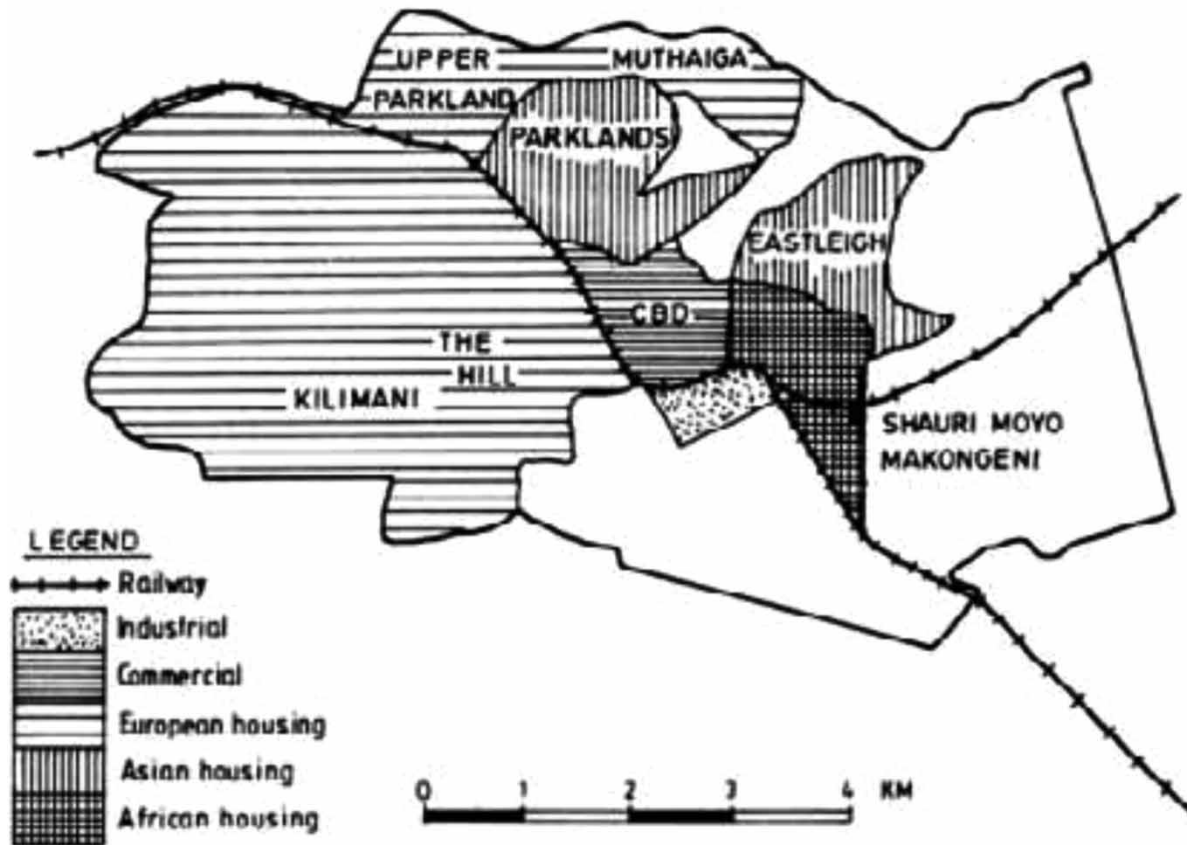 UPPER MUTHAIGA
PARKLAND
PARKLANDS
EASTLEIGH
CBD
THE
HILL
KILIMANI
SHAURI MOYO
MAKONGENI
LEGEND
Railway
Industrial
Commercial
European housing
Asian housing
African housing
0 1 2 3 4 KM